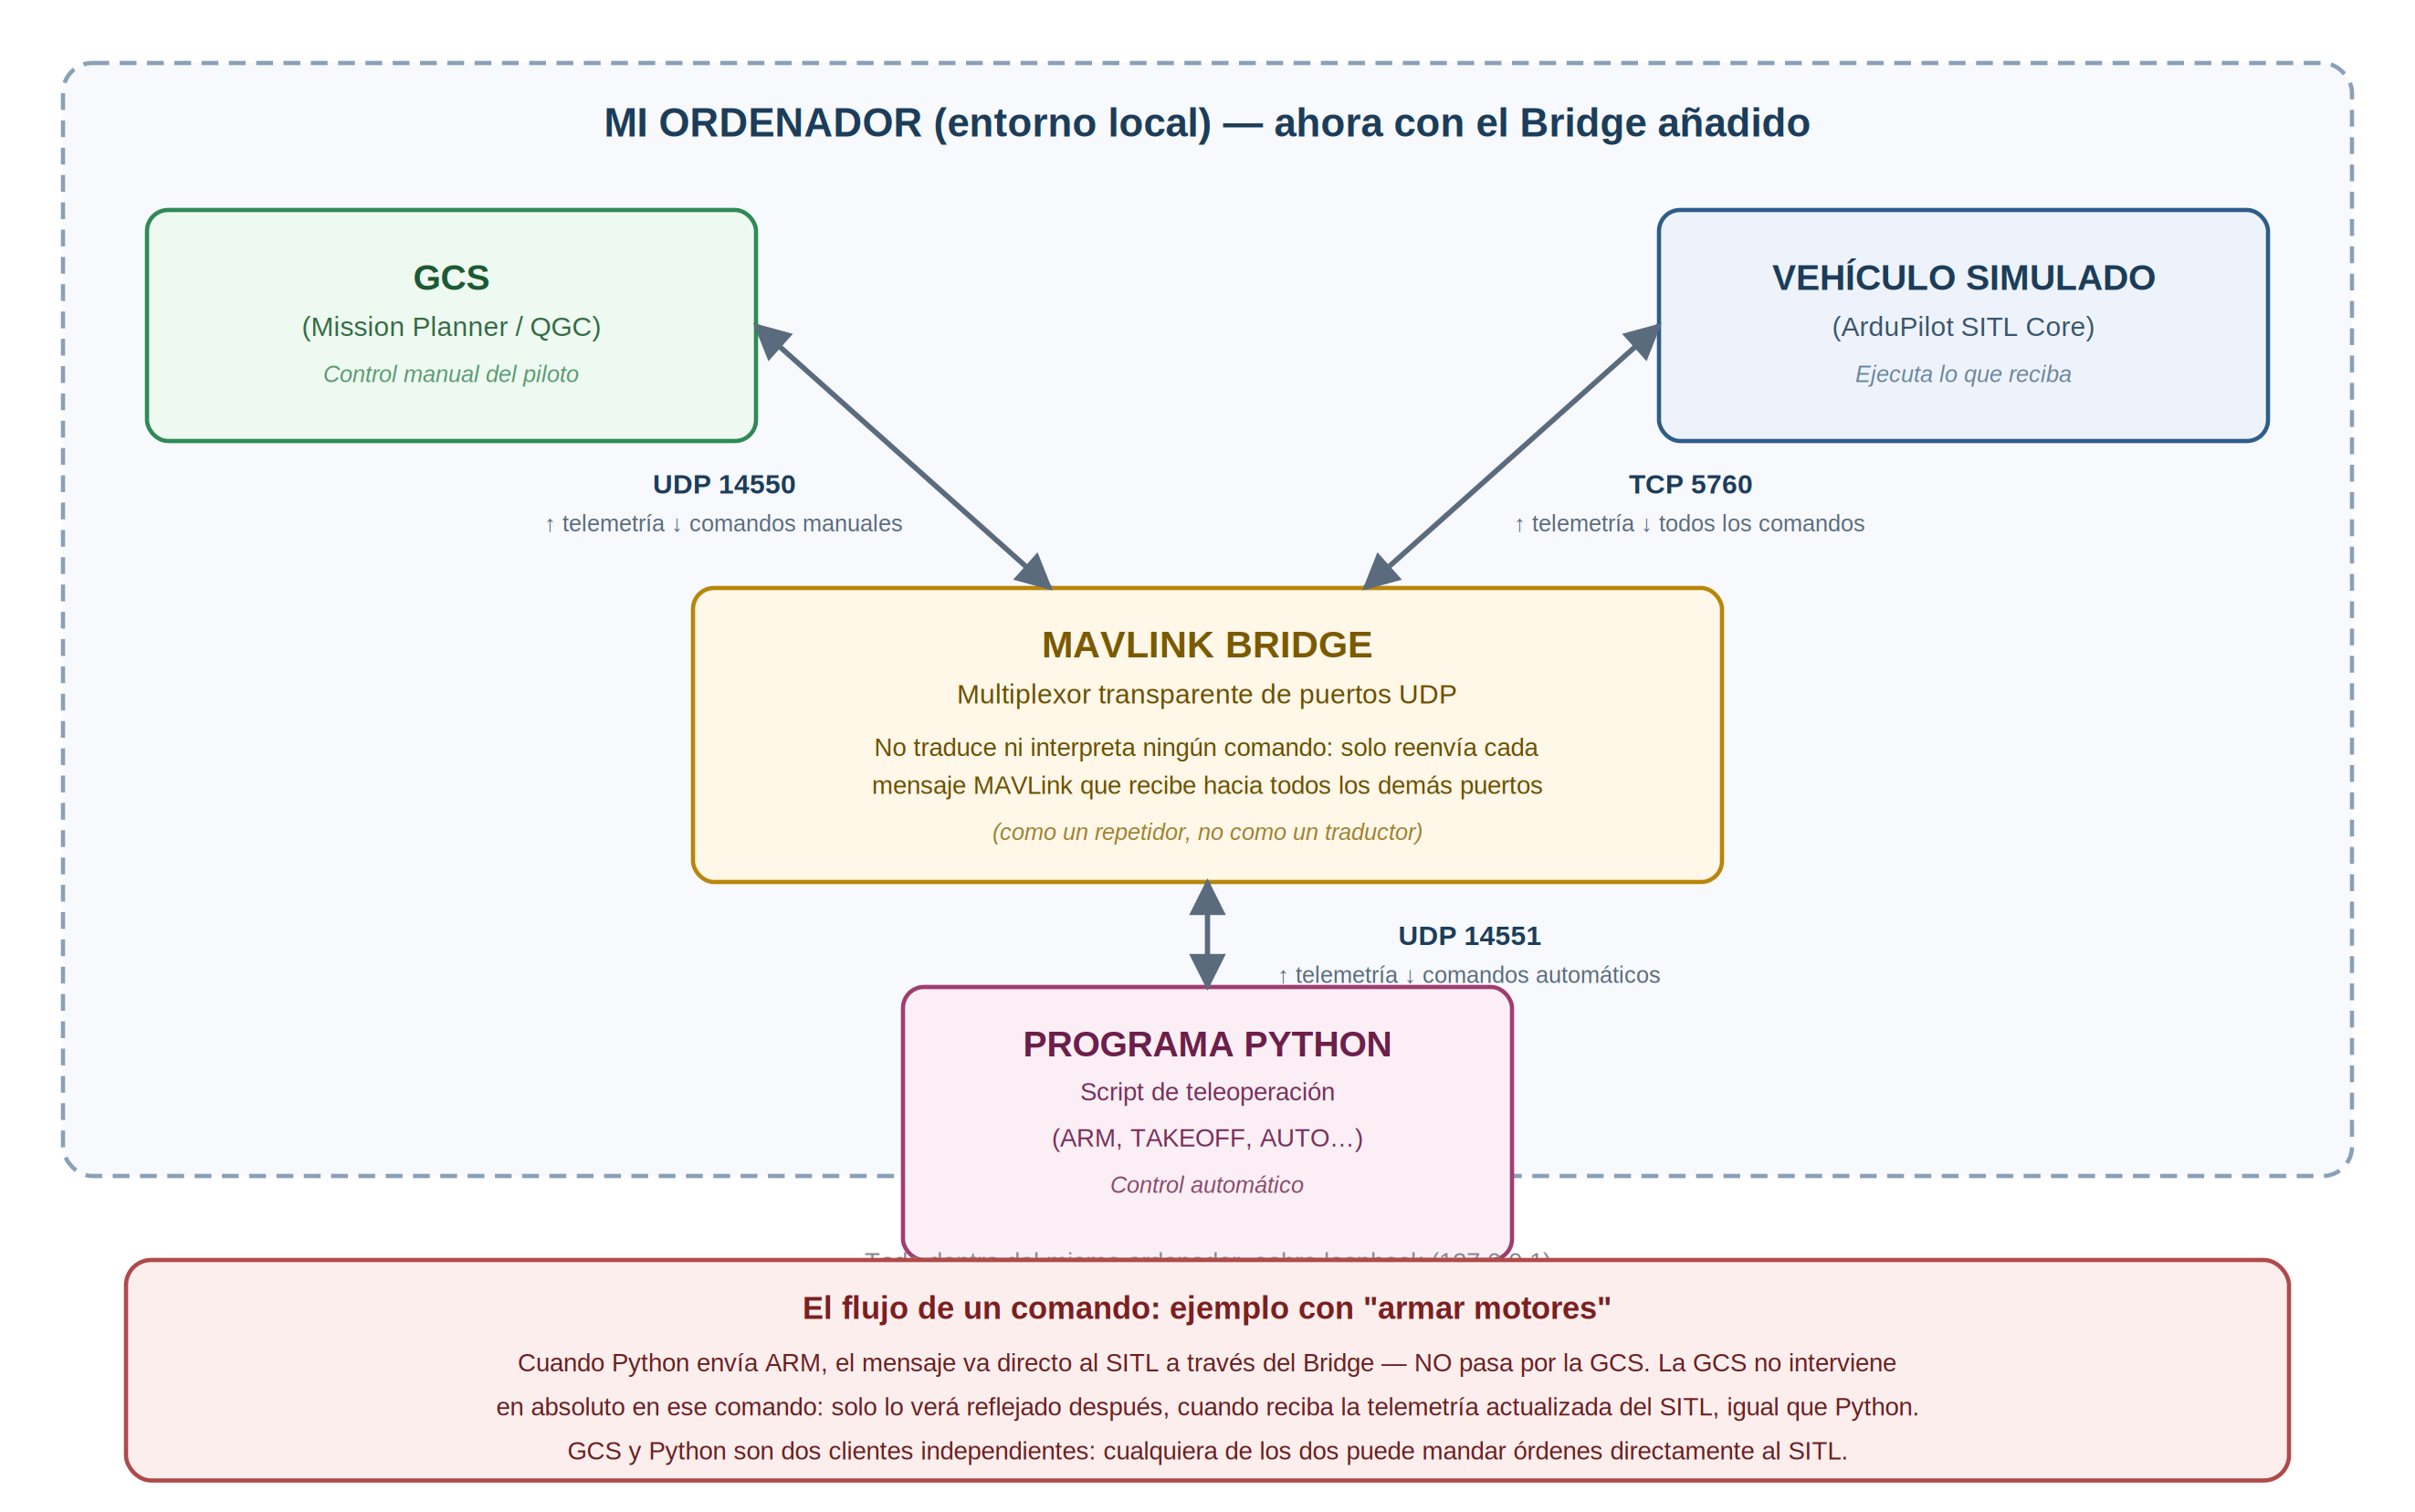 MI ORDENADOR (entorno local) — ahora con el Bridge añadido
GCS
(Mission Planner / QGC)
Control manual del piloto
VEHÍCULO SIMULADO
(ArduPilot SITL Core)
Ejecuta lo que reciba
UDP 14550
↑ telemetría ↓ comandos manuales
TCP 5760
↑ telemetría ↓ todos los comandos
MAVLINK BRIDGE
Multiplexor transparente de puertos UDP
No traduce ni interpreta ningún comando: solo reenvía cada
mensaje MAVLink que recibe hacia todos los demás puertos
(como un repetidor, no como un traductor)
UDP 14551
↑ telemetría ↓ comandos automáticos
PROGRAMA PYTHON
Script de teleoperación
(ARM, TAKEOFF, AUTO…)
Control automático
El flujo de un comando: ejemplo con "armar motores"
Cuando Python envía ARM, el mensaje va directo al SITL a través del Bridge — NO pasa por la GCS. La GCS no interviene
en absoluto en ese comando: solo lo verá reflejado después, cuando reciba la telemetría actualizada del SITL, igual que Python.
GCS y Python son dos clientes independientes: cualquiera de los dos puede mandar órdenes directamente al SITL.